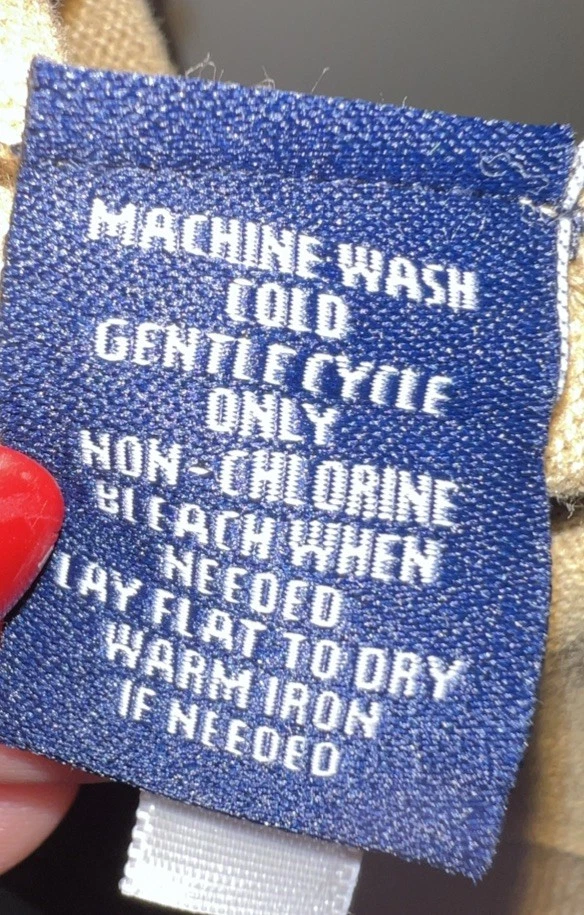 MACHINE WASH
COLD
GENTLE CYCLE
ONLY
NON-CHLORINE
BLEACH WHEN
NEEDED
LAY FLAT TO DRY
WARM IRON
IF NEEDED